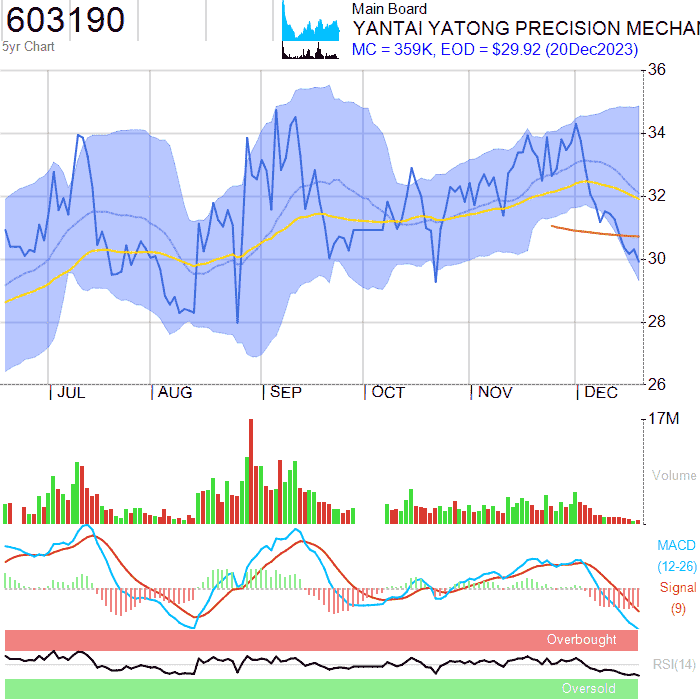 603190
5yr Chart
Main Board
YANTAI YATONG PRECISION MECHAN
MC = 359K, EOD = $29.92 (20Dec2023)
36
34
32
30
28
26
JUL AUG SEP OCT NOV DEC
17M
Volume
MACD
(12-26)
Signal
(9)
Overbought
RSI(14)
Oversold